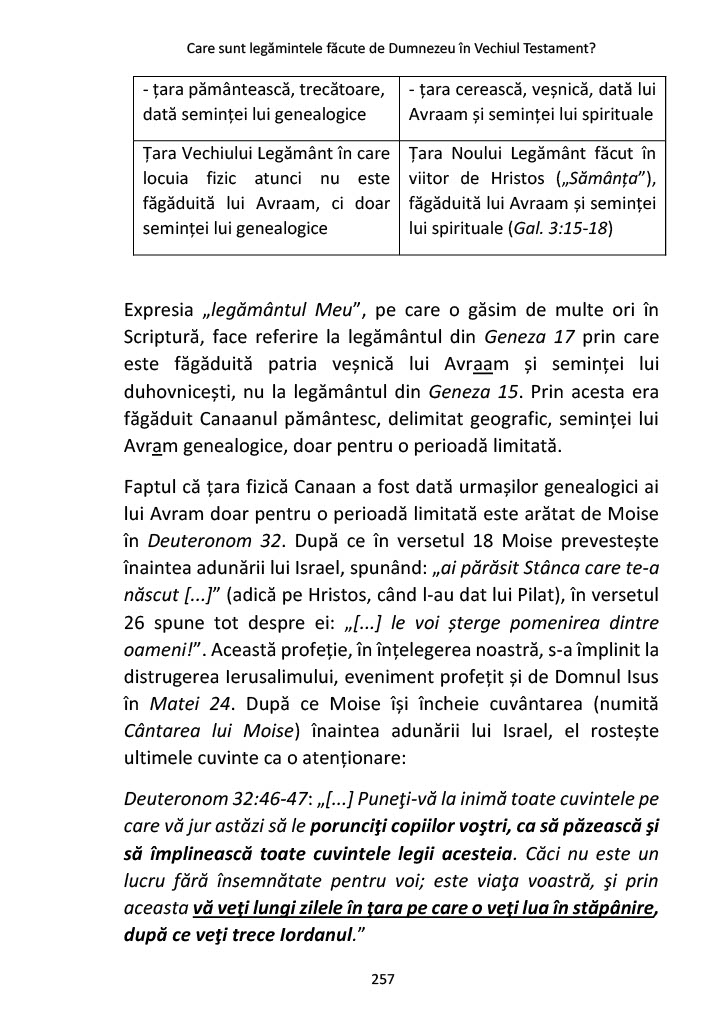 Care sunt legămintele făcute de Dumnezeu în Vechiul Testament?
- țara pământească, trecătoare,
dată seminței lui genealogice
- țara cerească, veșnică, dată lui
Avraam și seminței lui spirituale
Țara Vechiului Legământ în care
locuia fizic atunci nu este
făgăduită lui Avraam, ci doar
seminței lui genealogice
Țara Noului Legământ făcut în
viitor de Hristos („Sămânța”),
făgăduită lui Avraam și seminței
lui spirituale (Gal. 3:15-18)
Expresia „legământul Meu”, pe care o găsim de multe ori în
Scriptură, face referire la legământul din Geneza 17 prin care
este făgăduită patria veșnică lui Avraam și seminței lui
duhovnicești, nu la legământul din Geneza 15. Prin acesta era
făgăduit Canaanul pământesc, delimitat geografic, seminței lui
Avram genealogice, doar pentru o perioadă limitată.
Faptul că țara fizică Canaan a fost dată urmașilor genealogici ai
lui Avram doar pentru o perioadă limitată este arătat de Moise
în Deuteronom 32. După ce în versetul 18 Moise prevestește
înaintea adunării lui Israel, spunând: „ai părăsit Stânca care te-a
născut [...]” (adică pe Hristos, când l-au dat lui Pilat), în versetul
26 spune tot despre ei: „[...] le voi șterge pomenirea dintre
oameni!”. Această profeție, în înțelegerea noastră, s-a împlinit la
distrugerea Ierusalimului, eveniment profețit și de Domnul Isus
în Matei 24. După ce Moise își încheie cuvântarea (numită
Cântarea lui Moise) înaintea adunării lui Israel, el rostește
ultimele cuvinte ca o atenționare:
Deuteronom 32:46-47: „[...] Puneţi-vă la inimă toate cuvintele pe
care vă jur astăzi să le porunciţi copiilor voştri, ca să păzească şi
să împlinească toate cuvintele legii acesteia. Căci nu este un
lucru fără însemnătate pentru voi; este viaţa voastră, şi prin
aceasta vă veţi lungi zilele în ţara pe care o veţi lua în stăpânire,
după ce veţi trece Iordanul.”
257